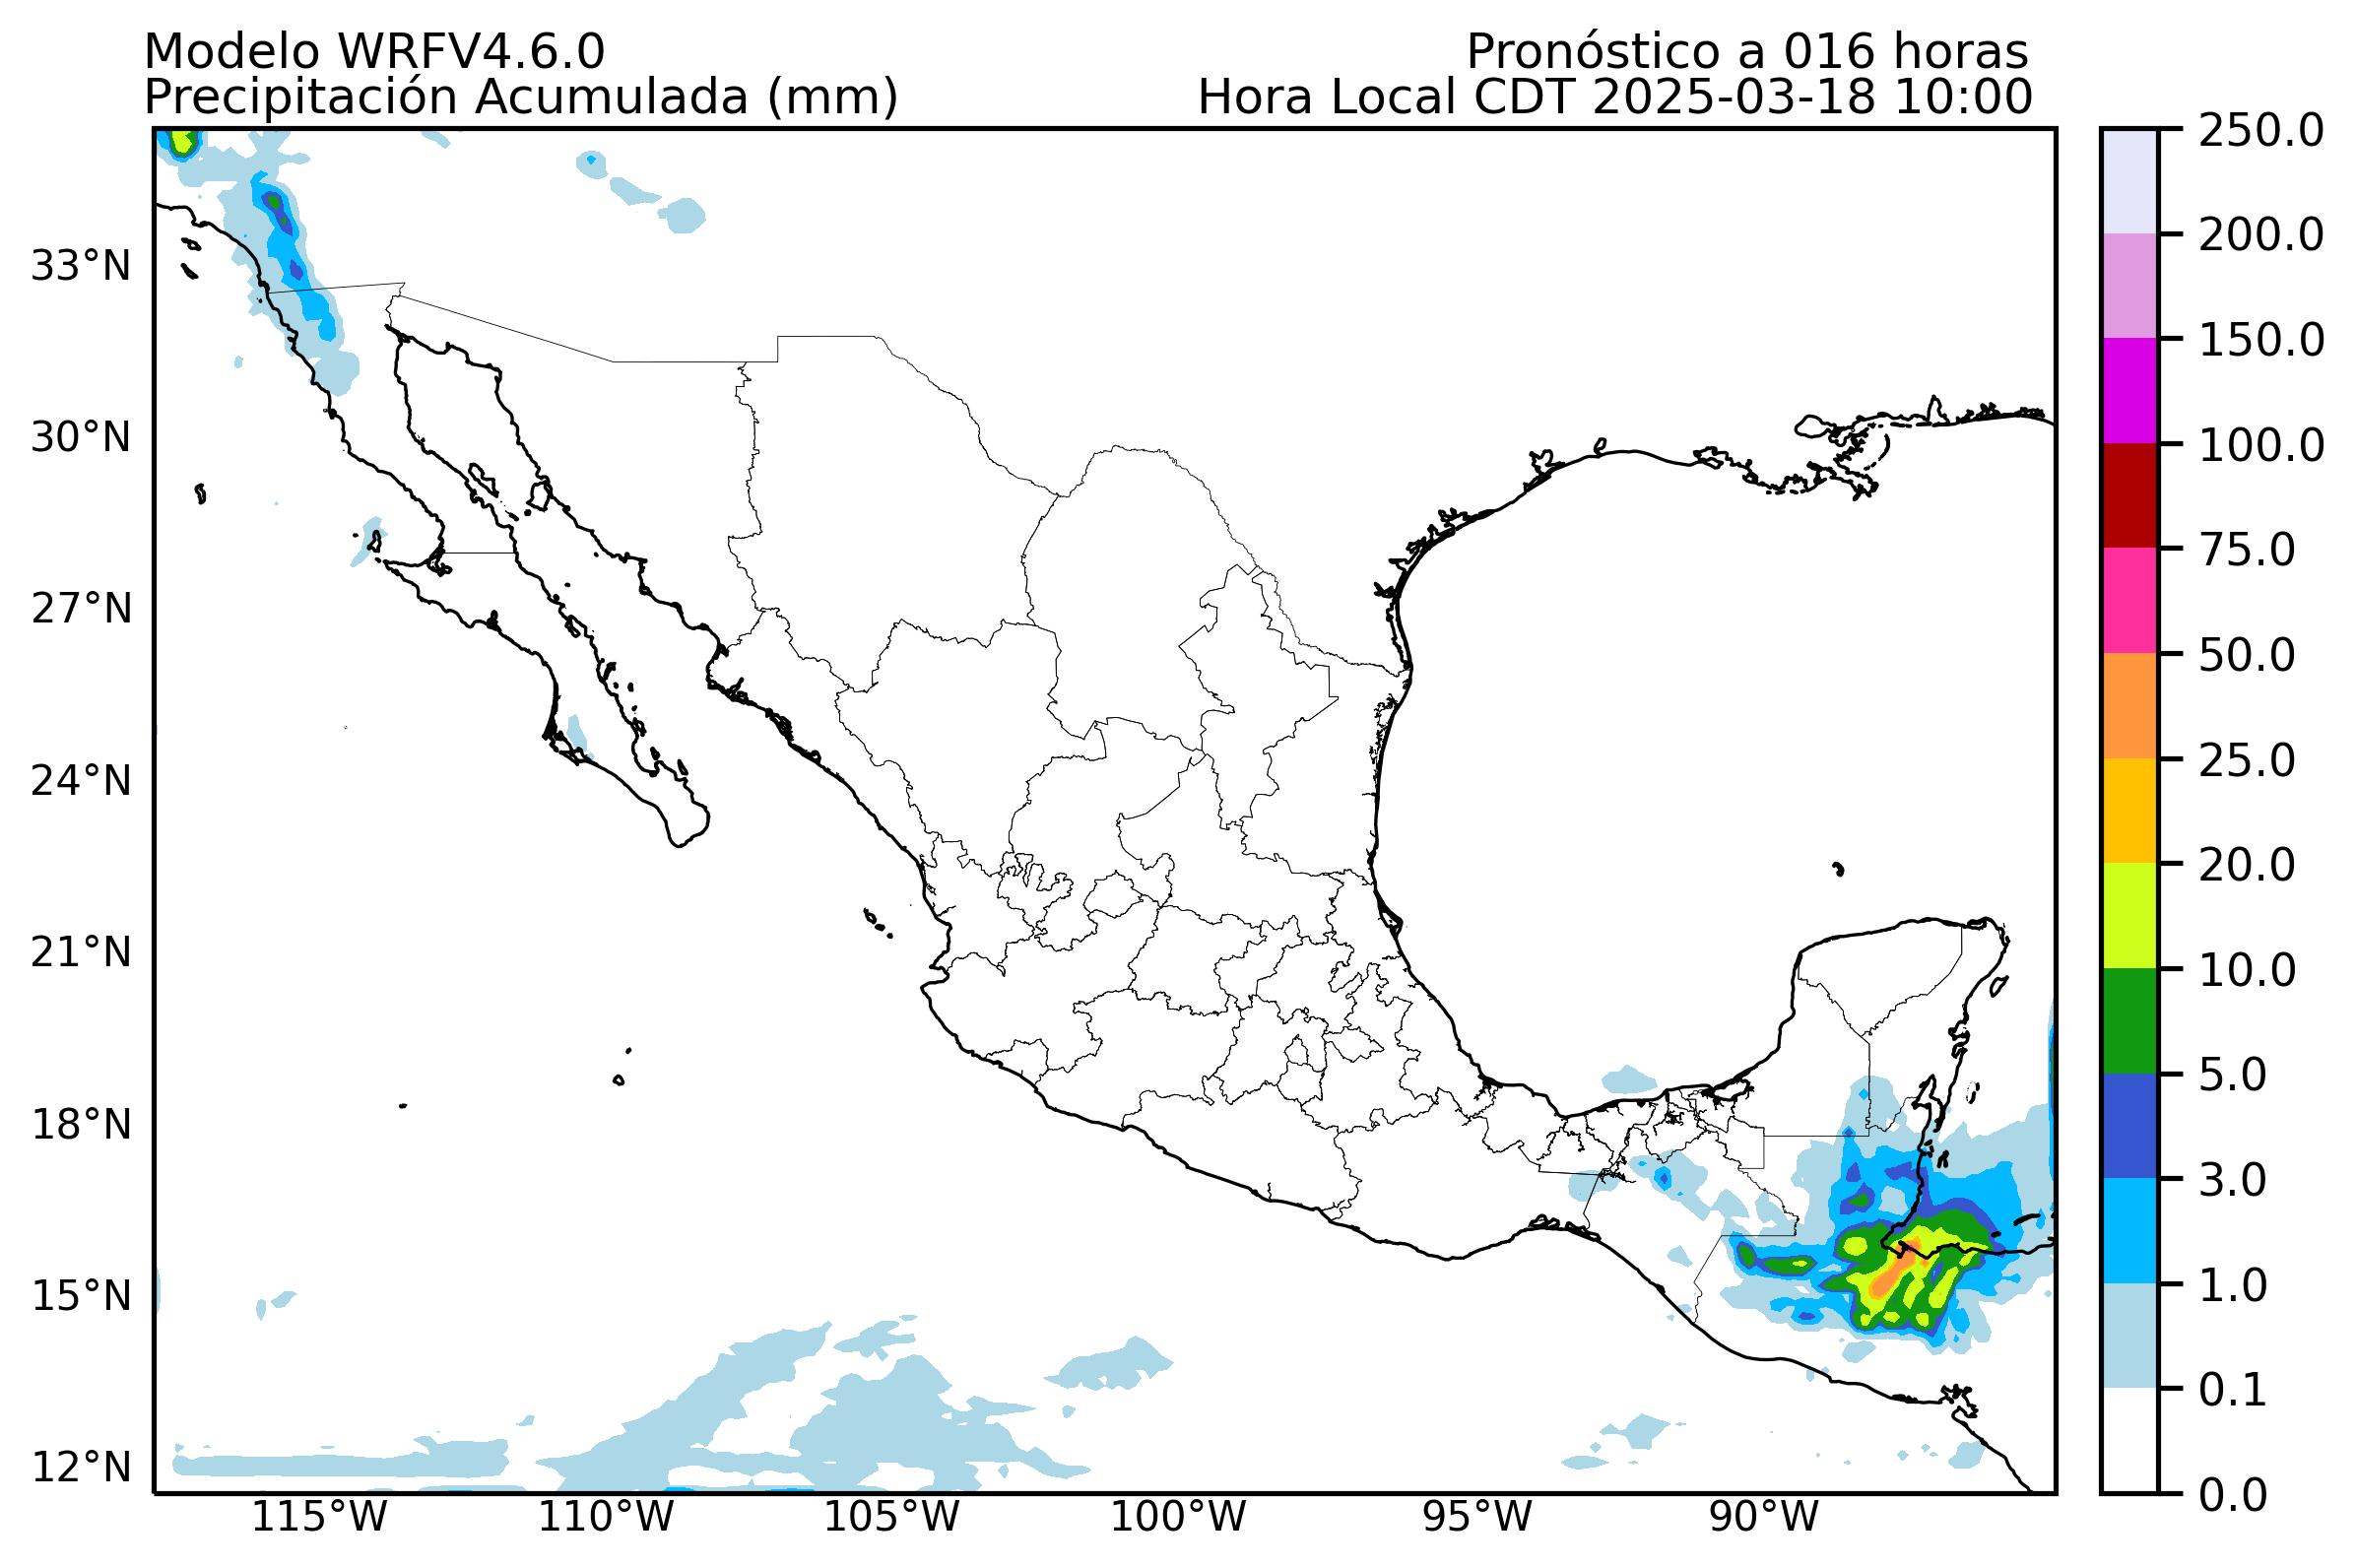 Modelo WRFV4.6.0
Pronóstico a 016 horas
Precipitación Acumulada (mm)
Hora Local CDT 2025-03-18 10:00
33°N
30°N
27°N
24°N
21°N
18°N
15°N
12°N
115°W
110°W
105°W
100°W
95°W
90°W
250.0
200.0
150.0
100.0
75.0
50.0
25.0
20.0
10.0
5.0
3.0
1.0
0.1
0.0